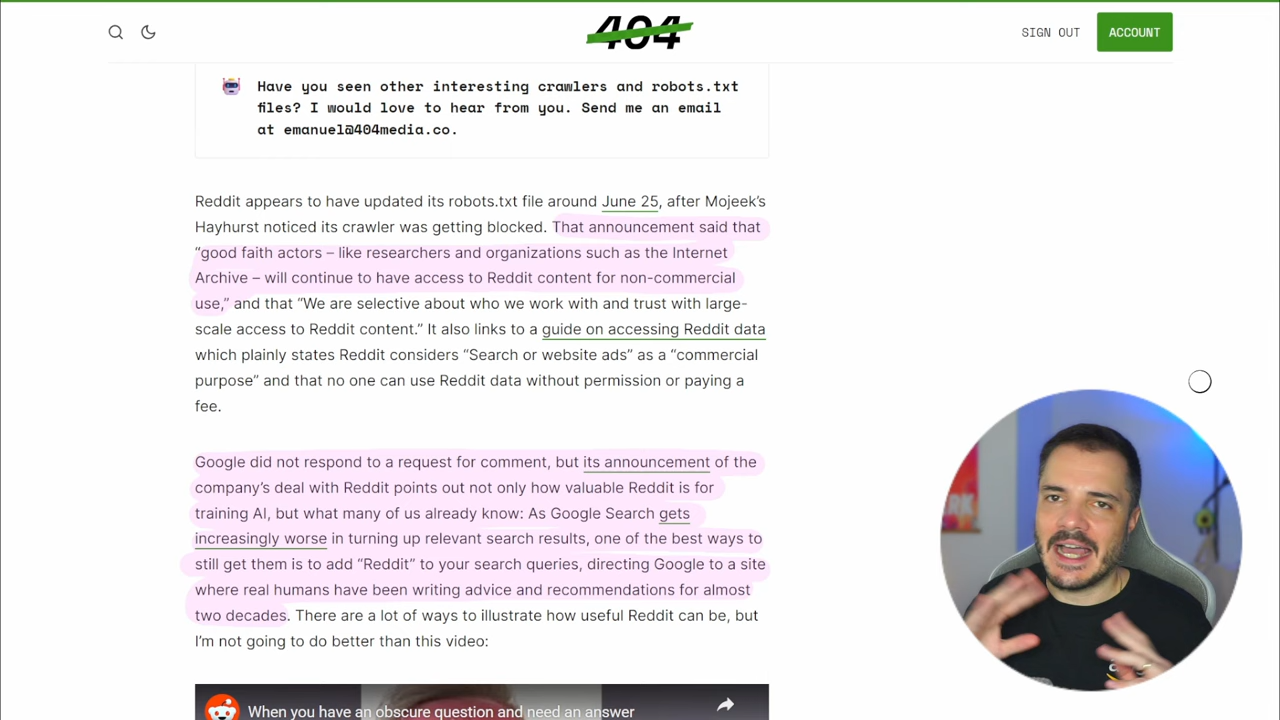 404
SIGN OUT
ACCOUNT
Have you seen other interesting crawlers and robots.txt
files? I would love to hear from you. Send me an email
at emanuel@404media.co.
Reddit appears to have updated its robots.txt file around June 25, after Mojeek's
Hayhurst noticed its crawler was getting blocked. That announcement said that
“good faith actors – like researchers and organizations such as the Internet
Archive – will continue to have access to Reddit content for non-commercial
use,” and that “We are selective about who we work with and trust with large-
scale access to Reddit content.” It also links to a guide on accessing Reddit data
which plainly states Reddit considers “Search or website ads” as a “commercial
purpose” and that no one can use Reddit data without permission or paying a
fee.
Google did not respond to a request for comment, but its announcement of the
company’s deal with Reddit points out not only how valuable Reddit is for
training AI, but what many of us already know: As Google Search gets
increasingly worse in turning up relevant search results, one of the best ways to
still get them is to add “Reddit” to your search queries, directing Google to a site
where real humans have been writing advice and recommendations for almost
two decades. There are a lot of ways to illustrate how useful Reddit can be, but
I’m not going to do better than this video:
When you have an obscure question and need an answer